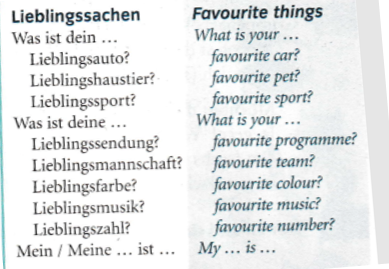 Lieblingssachen Favourite things
Was ist dein … What is your …
Lieblingsauto? favourite car?
Lieblingshaustier? favourite pet?
Lieblingssport? favourite sport?
Was ist deine … What is your …
Lieblingssendung? favourite programme?
Lieblingsmannschaft? favourite team?
Lieblingsfarbe? favourite colour?
Lieblingsmusik? favourite music?
Lieblingszahl? favourite number?
Mein / Meine … ist … My … is …